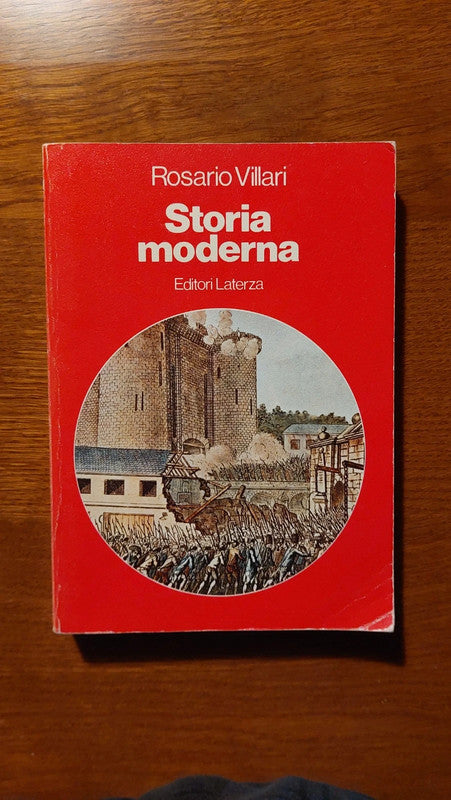 Rosario Villari
Storia
moderna
Editori Laterza